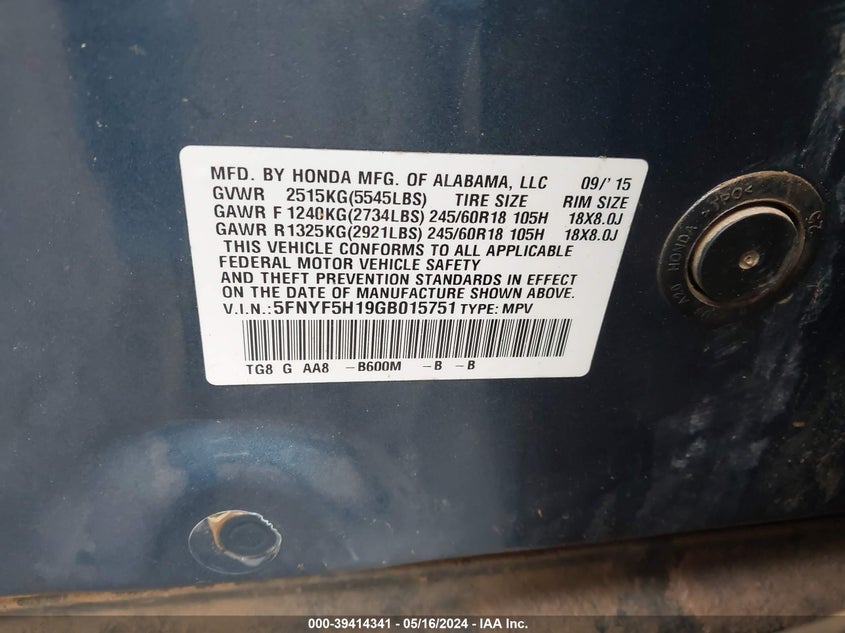 MFD. BY HONDA MFG. OF ALABAMA, LLC 09/' 15
GVWR 2515KG(5545LBS) TIRE SIZE RIM SIZE
GAWR F 1240KG(2734LBS) 245/60R18 105H 18X8.0J
GAWR R1325KG(2921LBS) 245/60R18 105H 18X8.0J
THIS VEHICLE CONFORMS TO ALL APPLICABLE
FEDERAL MOTOR VEHICLE SAFETY
AND THEFT PREVENTION STANDARDS IN EFFECT
ON THE DATE OF MANUFACTURE SHOWN ABOVE.
V.I.N.: 5FNYF5H19GB015751 TYPE: MPV
TG8 G AA8 -B600M -B -B
A20 HONDA >TPO<
000-39414341 - 05/16/2024 - IAA Inc.